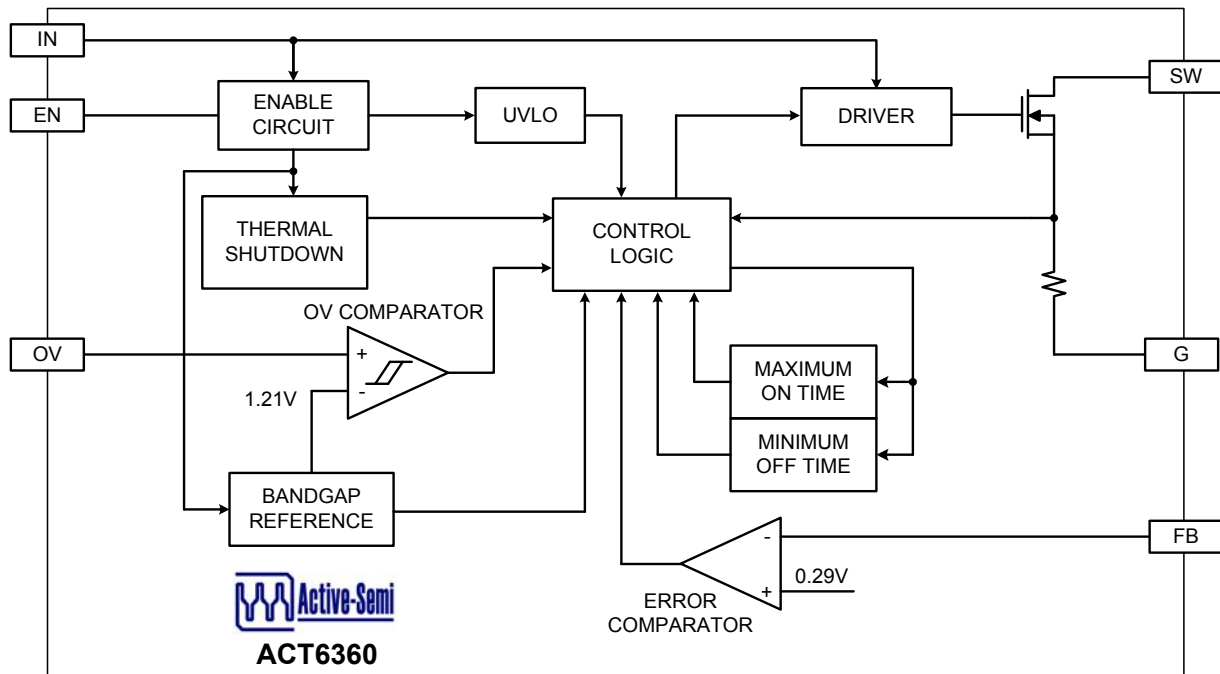 IN
SW
EN
ENABLE
CIRCUIT
UVLO
DRIVER
THERMAL
SHUTDOWN
CONTROL
LOGIC
OV COMPARATOR
OV
+
-
1.21V
G
MAXIMUM
ON TIME
MINIMUM
OFF TIME
BANDGAP
REFERENCE
FB
-
+
0.29V
ERROR
COMPARATOR
Active-Semi
ACT6360